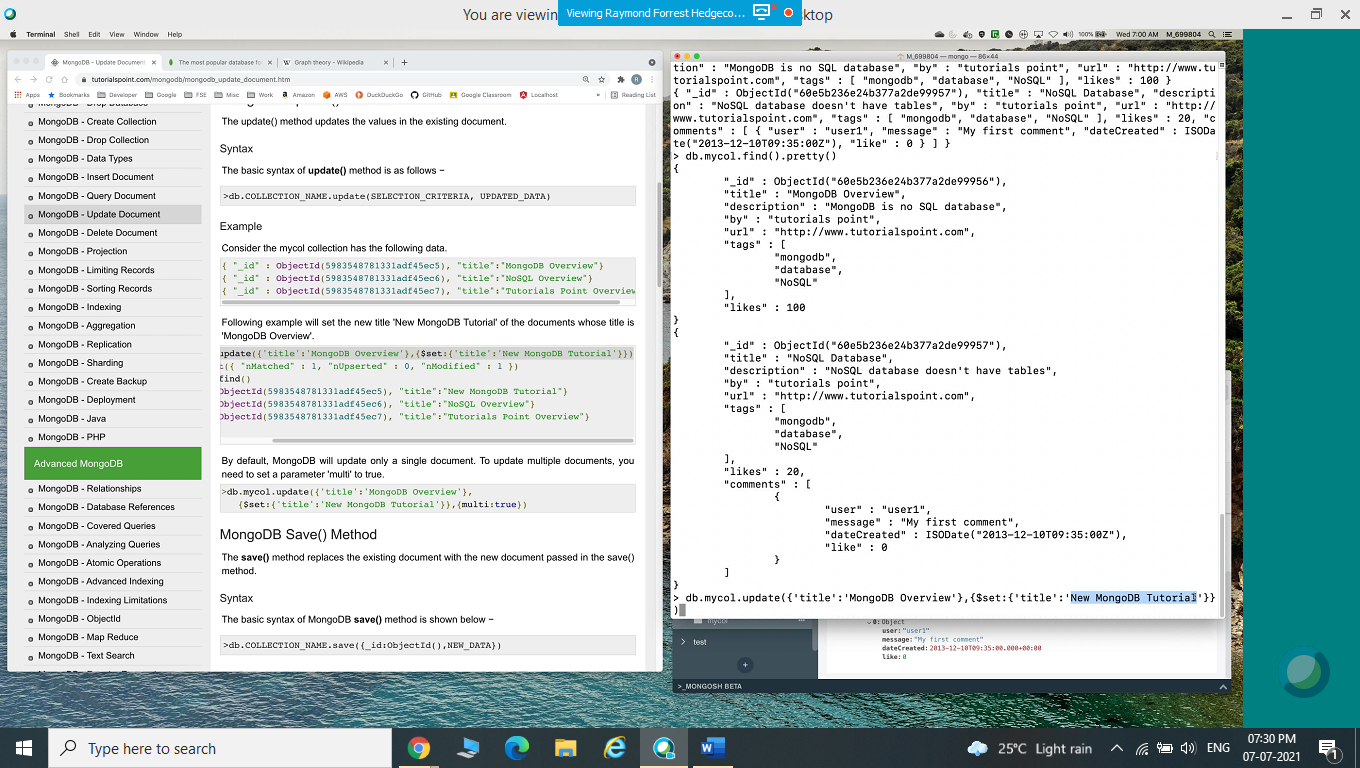 You are viewing
Viewing Raymond Forrest Hedgeco...
ktop
Terminal Shell Edit View Window Help
100% Wed 7:00 AM M_699804
MongoDB - Update Document
The most popular database fo
Graph theory - Wikipedia
tutorialspoint.com/mongodb/mongodb_update_document.htm
Apps Bookmarks Developer Google FSE Misc Work Amazon AWS DuckDuckGo GitHub Google Classroom Localhost » Reading List
MongoDB - Drop Database
MongoDB - Create Collection
MongoDB - Drop Collection
MongoDB - Data Types
MongoDB - Insert Document
MongoDB - Query Document
MongoDB - Update Document
MongoDB - Delete Document
MongoDB - Projection
MongoDB - Limiting Records
MongoDB - Sorting Records
MongoDB - Indexing
MongoDB - Aggregation
MongoDB - Replication
MongoDB - Sharding
MongoDB - Create Backup
MongoDB - Deployment
MongoDB - Java
MongoDB - PHP
Advanced MongoDB
MongoDB - Relationships
MongoDB - Database References
MongoDB - Covered Queries
MongoDB - Analyzing Queries
MongoDB - Atomic Operations
MongoDB - Advanced Indexing
MongoDB - Indexing Limitations
MongoDB - ObjectId
MongoDB - Map Reduce
MongoDB - Text Search
The update() method updates the values in the existing document.
Syntax
The basic syntax of update() method is as follows −
>db.COLLECTION_NAME.update(SELECTION_CRITERIA, UPDATED_DATA)
Example
Consider the mycol collection has the following data.
{ "_id" : ObjectId(5983548781331adf45ec5), "title":"MongoDB Overview"}
{ "_id" : ObjectId(5983548781331adf45ec6), "title":"NoSQL Overview"}
{ "_id" : ObjectId(5983548781331adf45ec7), "title":"Tutorials Point Overview
Following example will set the new title 'New MongoDB Tutorial' of the documents whose title is
'MongoDB Overview'.
update({'title':'MongoDB Overview'},{$set:{'title':'New MongoDB Tutorial'}})
t({ "nMatched" : 1, "nUpserted" : 0, "nModified" : 1 })
find()
ObjectId(5983548781331adf45ec5), "title":"New MongoDB Tutorial"}
ObjectId(5983548781331adf45ec6), "title":"NoSQL Overview"}
ObjectId(5983548781331adf45ec7), "title":"Tutorials Point Overview"}
By default, MongoDB will update only a single document. To update multiple documents, you
need to set a parameter 'multi' to true.
>db.mycol.update({'title':'MongoDB Overview'},
{$set:{'title':'New MongoDB Tutorial'}},{multi:true})
MongoDB Save() Method
The save() method replaces the existing document with the new document passed in the save()
method.
Syntax
The basic syntax of MongoDB save() method is shown below −
>db.COLLECTION_NAME.save({_id:ObjectId(),NEW_DATA})
M_699804 — mongo — 86×44
tion" : "MongoDB is no SQL database", "by" : "tutorials point", "url" : "http://www.tu
torialspoint.com", "tags" : [ "mongodb", "database", "NoSQL" ], "likes" : 100 }
{ "_id" : ObjectId("60e5b236e24b377a2de99957"), "title" : "NoSQL Database", "descripti
on" : "NoSQL database doesn't have tables", "by" : "tutorials point", "url" : "http://
www.tutorialspoint.com", "tags" : [ "mongodb", "database", "NoSQL" ], "likes" : 20, "c
omments" : [ { "user" : "user1", "message" : "My first comment", "dateCreated" : ISODa
te("2013-12-10T09:35:00Z"), "like" : 0 } ] }
> db.mycol.find().pretty()
{
"_id" : ObjectId("60e5b236e24b377a2de99956"),
"title" : "MongoDB Overview",
"description" : "MongoDB is no SQL database",
"by" : "tutorials point",
"url" : "http://www.tutorialspoint.com",
"tags" : [
"mongodb",
"database",
"NoSQL"
],
"likes" : 100
}
{
"_id" : ObjectId("60e5b236e24b377a2de99957"),
"title" : "NoSQL Database",
"description" : "NoSQL database doesn't have tables",
"by" : "tutorials point",
"url" : "http://www.tutorialspoint.com",
"tags" : [
"mongodb",
"database",
"NoSQL"
],
"likes" : 20,
"comments" : [
{
"user" : "user1",
"message" : "My first comment",
"dateCreated" : ISODate("2013-12-10T09:35:00Z"),
"like" : 0
}
]
}
> db.mycol.update({'title':'MongoDB Overview'},{$set:{'title':'New MongoDB Tutorial'}}
)
mycol
test
+
0: Object
user: "user1"
message: "My first comment"
dateCreated: 2013-12-10T09:35:00.000+00:00
like: 0
>_MONGOSH BETA
Type here to search
25°C Light rain
ENG
07:30 PM
07-07-2021
1